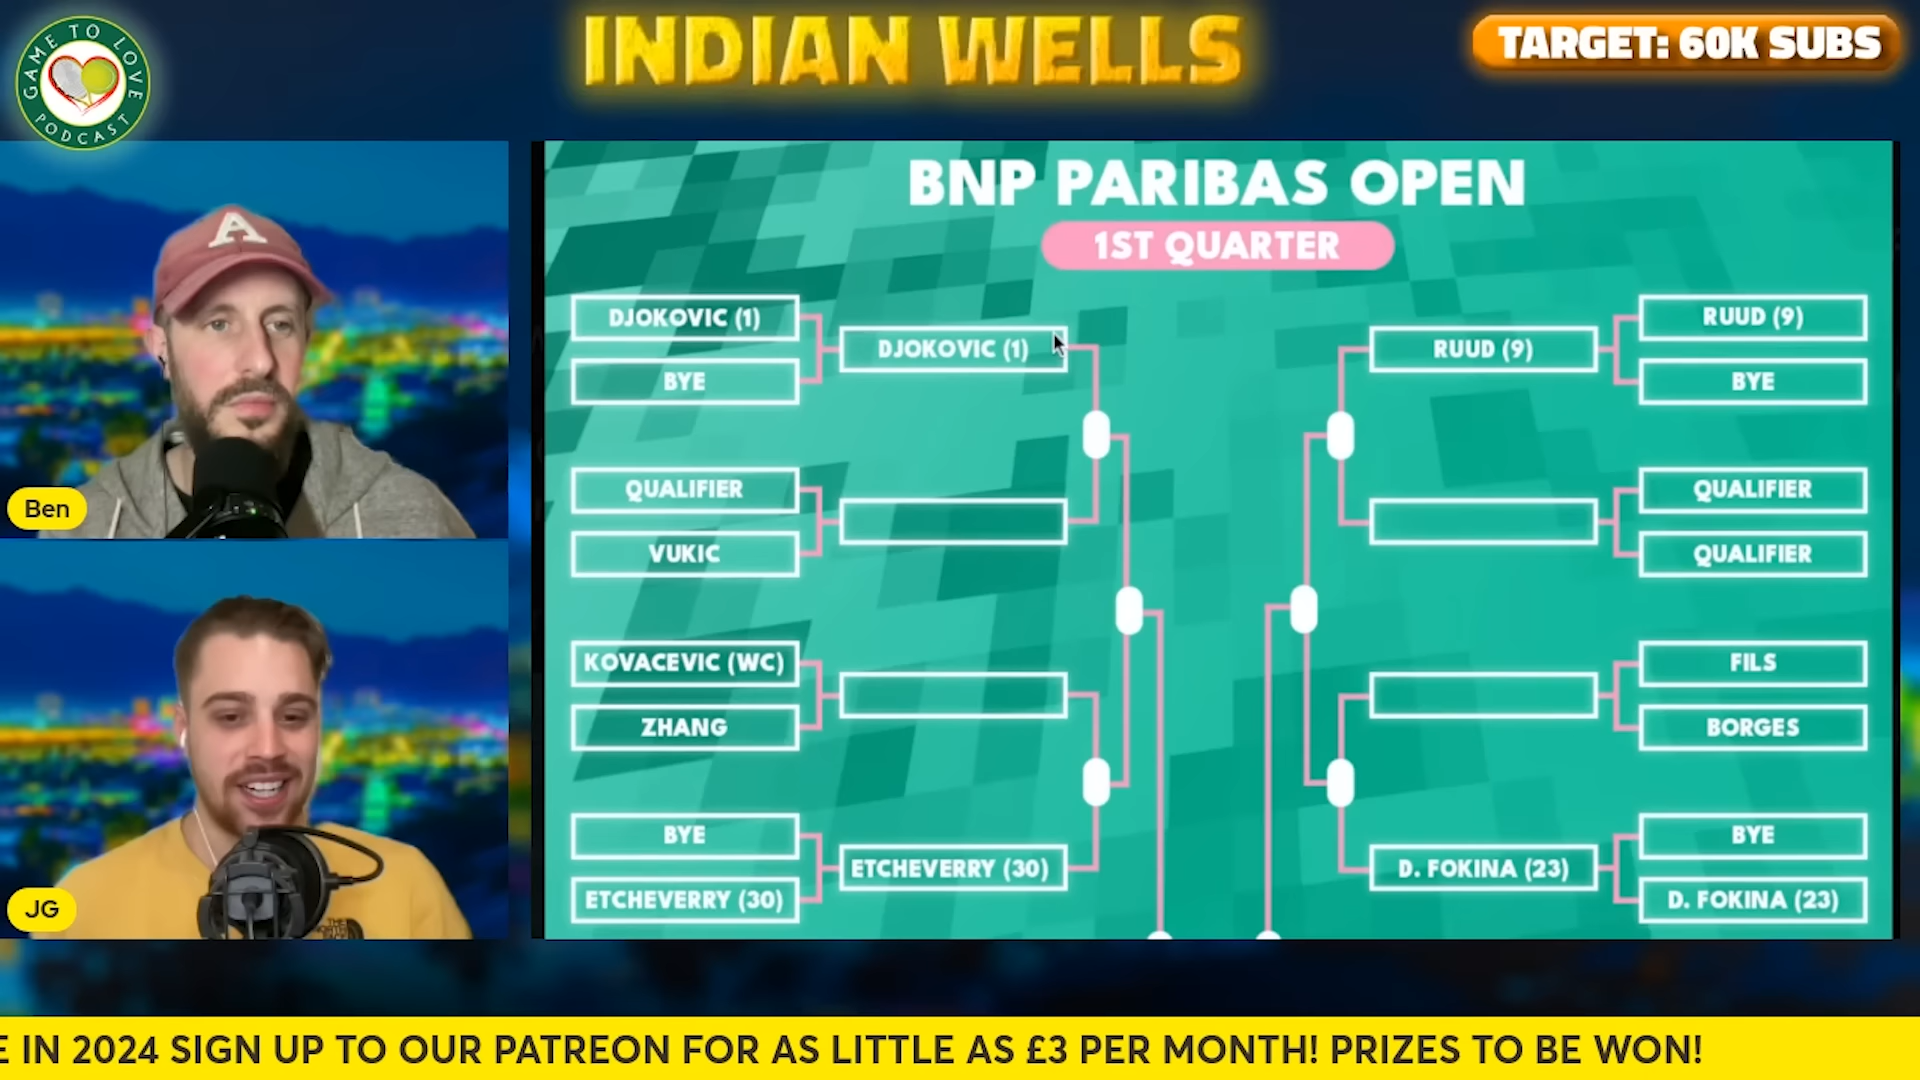 GAME TO LOVE
PODCAST
INDIAN WELLS
TARGET: 60K SUBS
BNP PARIBAS OPEN
1ST QUARTER
DJOKOVIC (1)
BYE
DJOKOVIC (1)
QUALIFIER
VUKIC
KOVACEVIC (WC)
ZHANG
BYE
ETCHEVERRY (30)
ETCHEVERRY (30)
RUUD (9)
RUUD (9)
BYE
QUALIFIER
QUALIFIER
FILS
BORGES
D. FOKINA (23)
BYE
D. FOKINA (23)
A
Ben
JG
THE
NORTH
E IN 2024 SIGN UP TO OUR PATREON FOR AS LITTLE AS £3 PER MONTH! PRIZES TO BE WON!